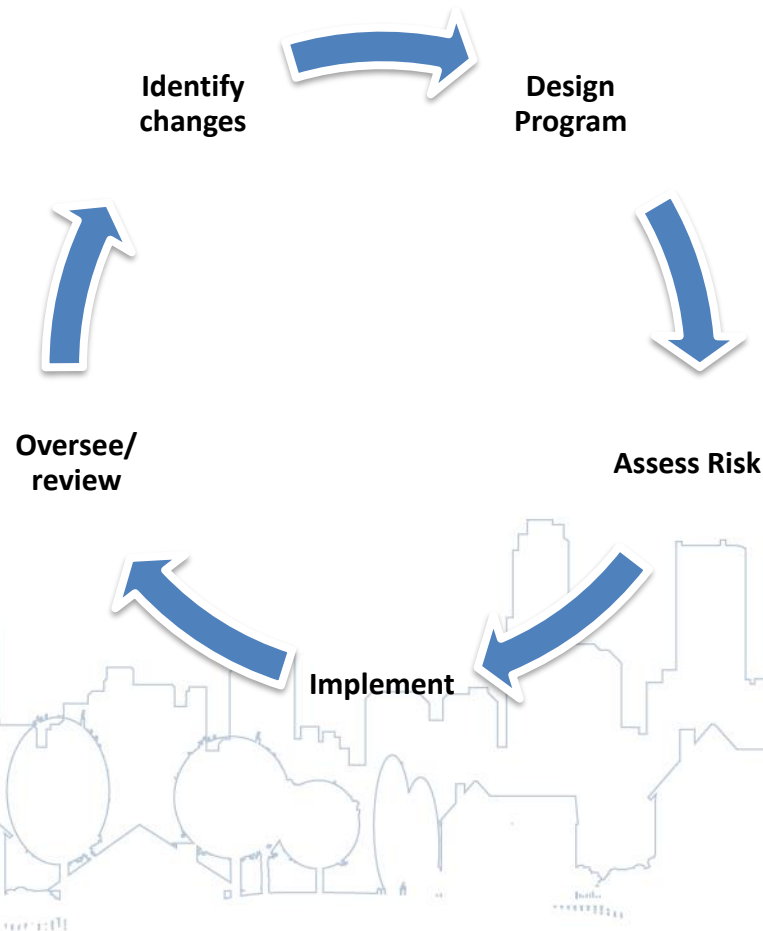 Identify
changes
Design
Program
Oversee/
review
Assess Risk
Implement